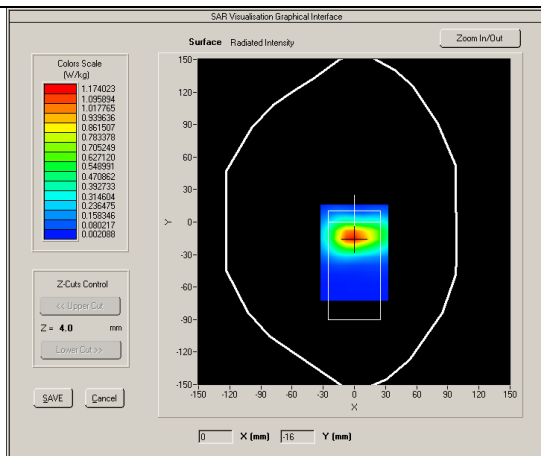 SAR Visualisation Graphical Interface
Surface Radiated Intensity
Zoom In/Out
Colors Scale
(W/kg)
1.174023
1.095894
1.017765
0.939636
0.861507
0.783378
0.705249
0.627120
0.548991
0.470862
0.392733
0.314604
0.236475
0.158346
0.080217
0.002088
Z-Cuts Control
<< Upper Cut
Z = 4.0 mm
Lower Cut >>
SAVE Cancel
150-
120-
90-
60-
30-
0-
-30-
-60-
-90-
-120-
-150-
Y
-150 -120 -90 -60 -30 0 30 60 90 120 150
X
0 X (mm) -16 Y (mm)